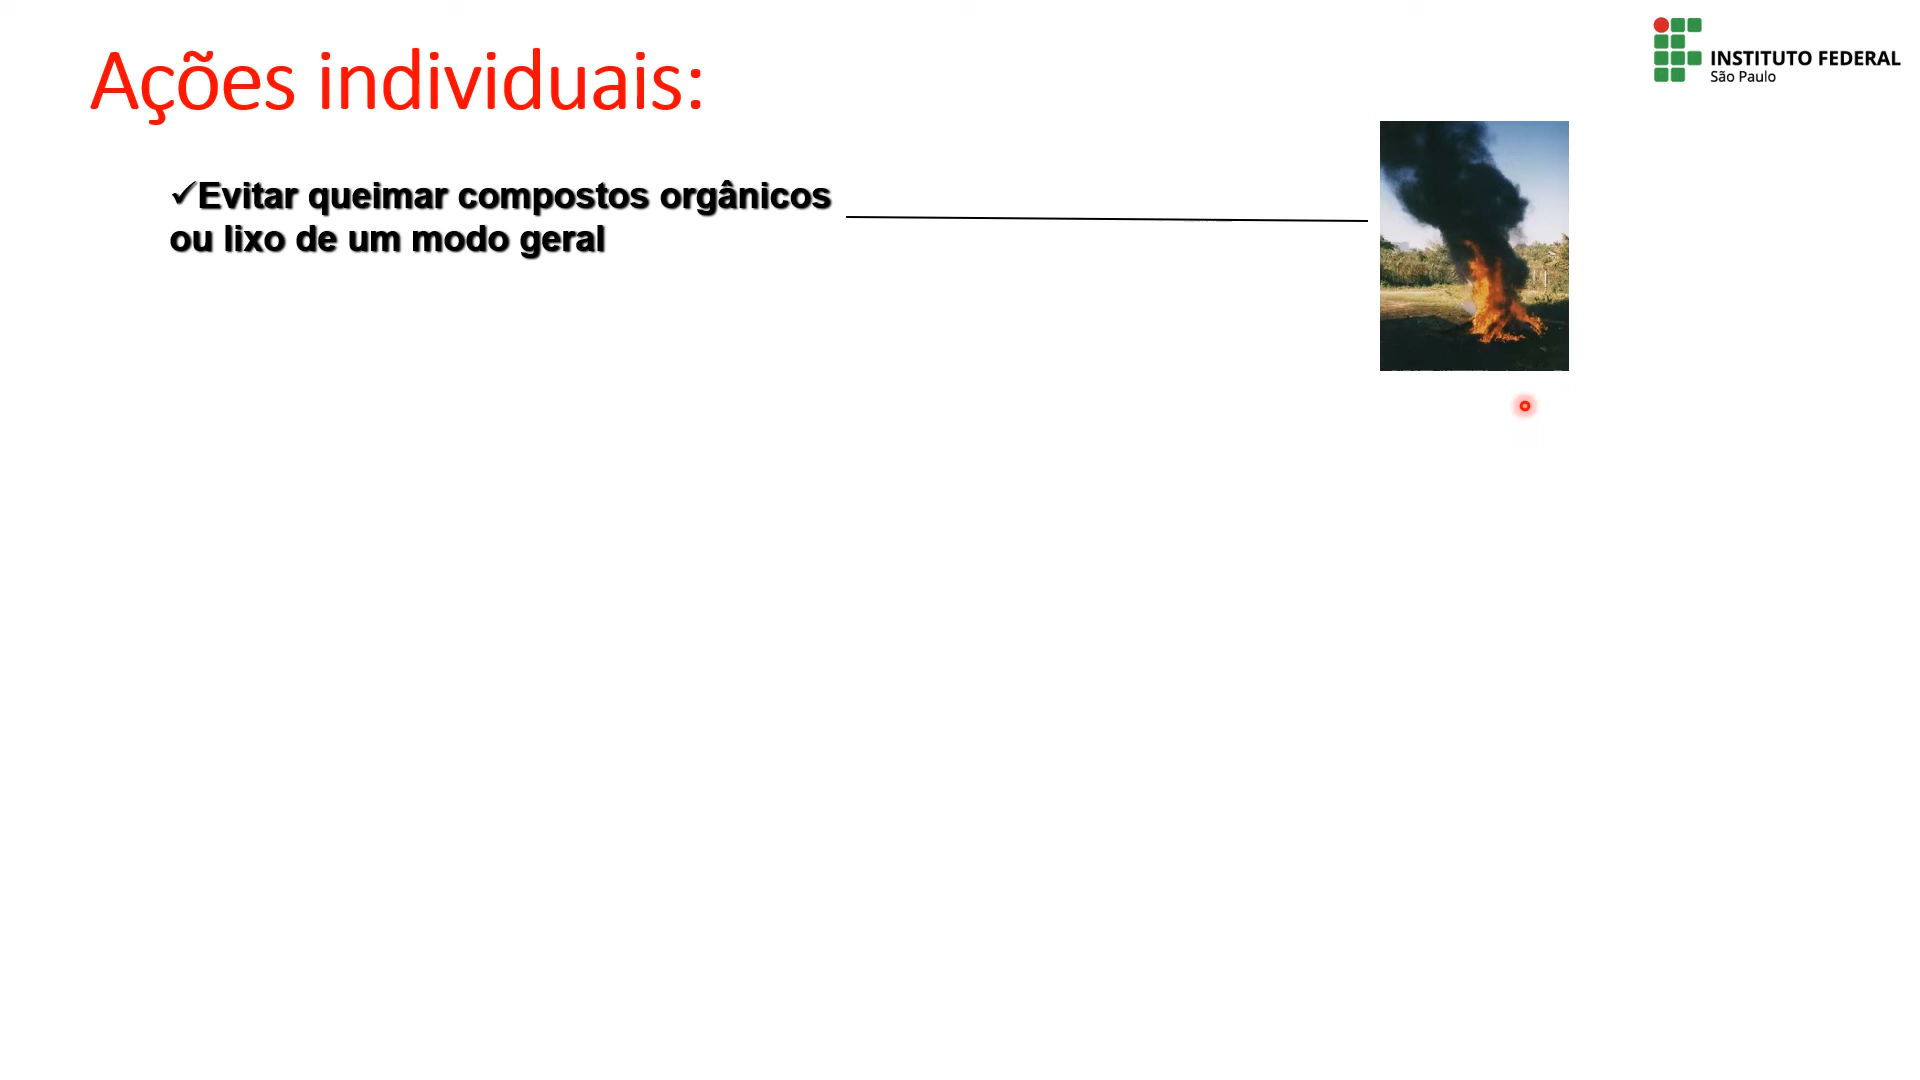 Ações individuais:
INSTITUTO FEDERAL
São Paulo
✓Evitar queimar compostos orgânicos
ou lixo de um modo geral